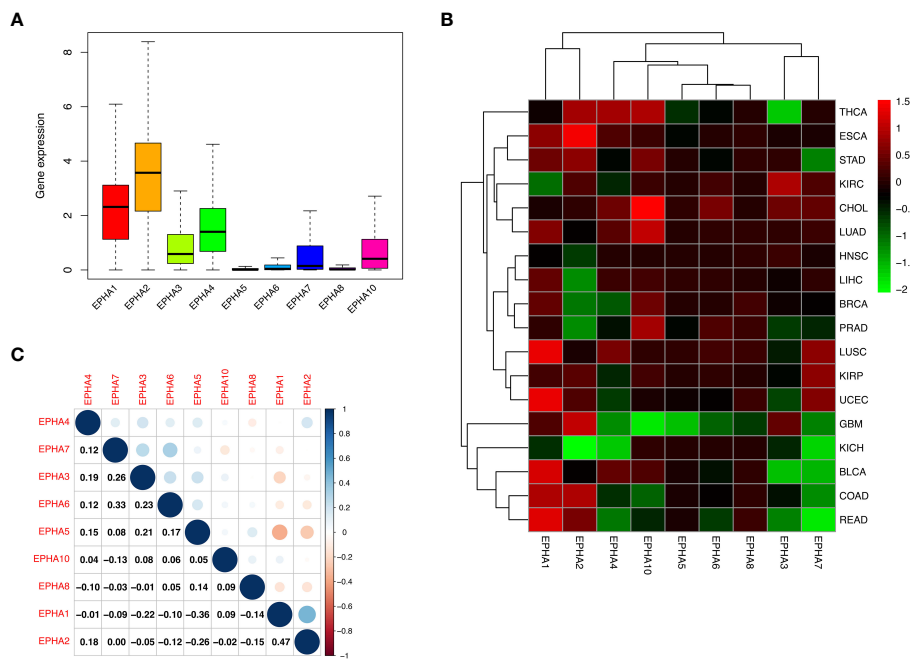 A
Gene expression
8
6
4
2
0
EPHA1 EPHA2 EPHA3 EPHA4 EPHA5 EPHA6 EPHA7 EPHA8 EPHA10
B
THCA
ESCA
STAD
KIRC
CHOL
LUAD
HNSC
LIHC
BRCA
PRAD
LUSC
KIRP
UCEC
GBM
KICH
BLCA
COAD
READ
EPHA1 EPHA2 EPHA4 EPHA10 EPHA5 EPHA6 EPHA8 EPHA3 EPHA7
1.5
1
0.5
0
−0.5
−1
−1.5
−2
C
EPHA4 EPHA7 EPHA3 EPHA6 EPHA5 EPHA10 EPHA8 EPHA1 EPHA2
EPHA4
EPHA7 0.12
EPHA3 0.19 0.26
EPHA6 0.12 0.33 0.23
EPHA5 0.15 0.08 0.21 0.17
EPHA10 0.04 −0.13 0.08 0.06 0.05
EPHA8 −0.10 −0.03 −0.01 0.05 0.14 0.09
EPHA1 −0.01 −0.09 −0.22 −0.10 −0.36 0.09 −0.14
EPHA2 0.18 0.00 −0.05 −0.12 −0.26 −0.02 −0.15 0.47
1
0.8
0.6
0.4
0.2
0
−0.2
−0.4
−0.6
−0.8
−1